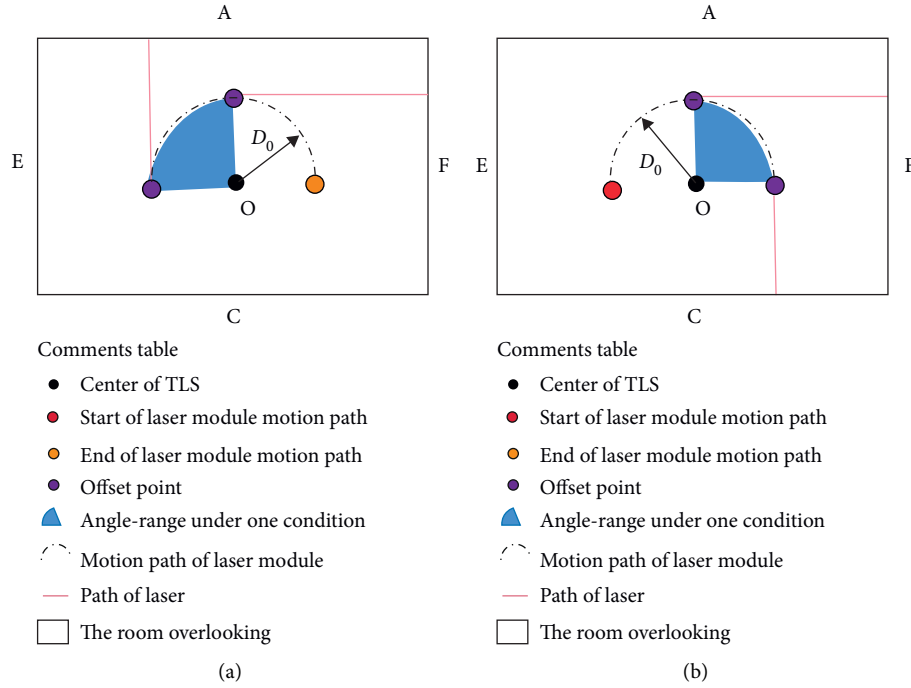 A
E
D0
F
O
C
Comments table
Center of TLS
Start of laser module motion path
End of laser module motion path
Offset point
Angle-range under one condition
Motion path of laser module
Path of laser
The room overlooking
(a)
A
E
D0
O
C
Comments table
Center of TLS
Start of laser module motion path
End of laser module motion path
Offset point
Angle-range under one condition
Motion path of laser module
Path of laser
The room overlooking
(b)